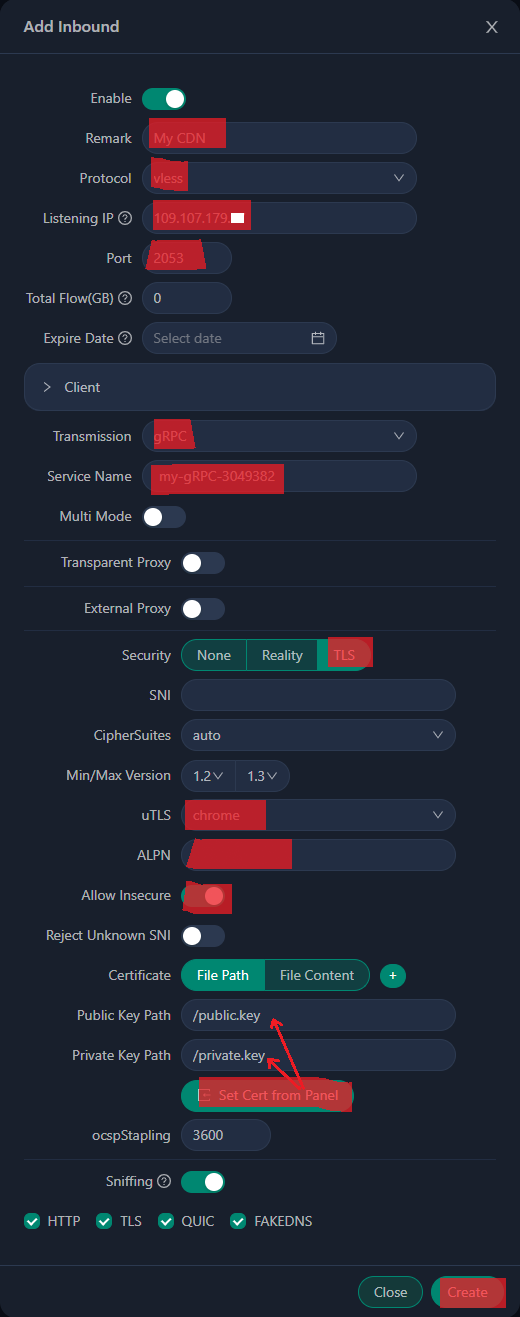 Add Inbound X
Enable
Remark My CDN
Protocol vless
Listening IP ? 109.107.179.
Port 2053
Total Flow(GB) ? 0
Expire Date ? Select date
> Client
Transmission gRPC
Service Name my-gRPC-3049382
Multi Mode
Transparent Proxy
External Proxy
Security None Reality TLS
SNI
CipherSuites auto
Min/Max Version 1.2 1.3
uTLS chrome
ALPN
Allow Insecure
Reject Unknown SNI
Certificate File Path File Content +
Public Key Path /public.key
Private Key Path /private.key
Set Cert from Panel
ocspStapling 3600
Sniffing ?
HTTP TLS QUIC FAKEDNS
Close Create